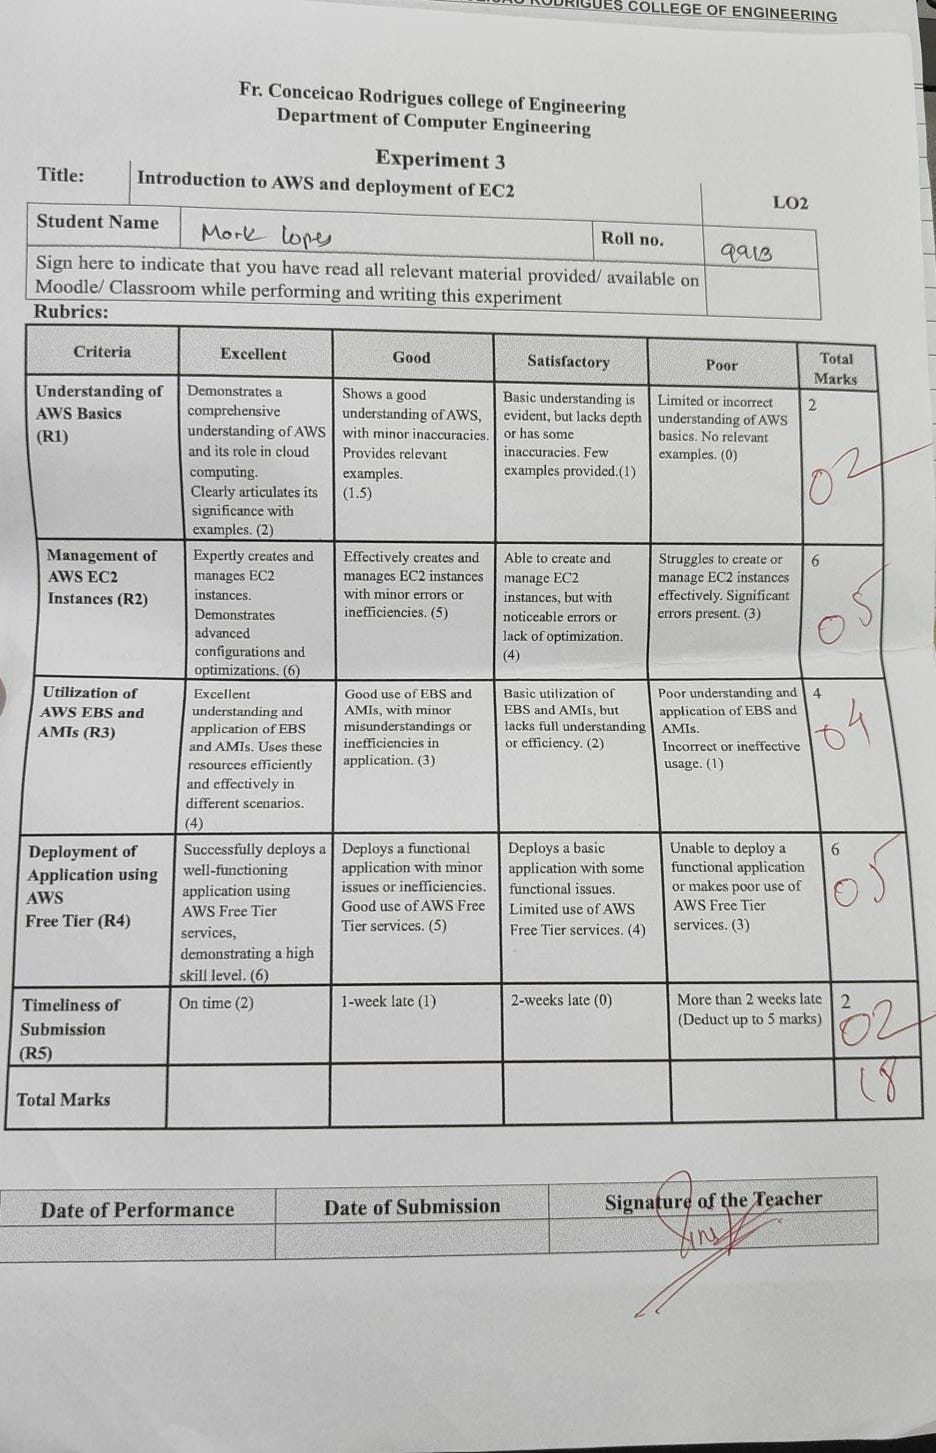 RODRIGUES COLLEGE OF ENGINEERING
Fr. Conceicao Rodrigues college of Engineering
Department of Computer Engineering
Experiment 3
Title:
Introduction to AWS and deployment of EC2
LO2
Student Name
Mark Lopes
Roll no.
9913
Sign here to indicate that you have read all relevant material provided/ available on
Moodle/ Classroom while performing and writing this experiment
Rubrics:
Criteria
Excellent
Good
Satisfactory
Poor
Total
Marks
Understanding of
AWS Basics
(R1)
Demonstrates a
comprehensive
understanding of AWS
and its role in cloud
computing.
Clearly articulates its
significance with
examples. (2)
Shows a good
understanding of AWS,
with minor inaccuracies.
Provides relevant
examples.
(1.5)
Basic understanding is
evident, but lacks depth
or has some
inaccuracies. Few
examples provided.(1)
Limited or incorrect
understanding of AWS
basics. No relevant
examples. (0)
2
02
Management of
AWS EC2
Instances (R2)
Expertly creates and
manages EC2
instances.
Demonstrates
advanced
configurations and
optimizations. (6)
Effectively creates and
manages EC2 instances
with minor errors or
inefficiencies. (5)
Able to create and
manage EC2
instances, but with
noticeable errors or
lack of optimization.
(4)
Struggles to create or
manage EC2 instances
effectively. Significant
errors present. (3)
6
05
Utilization of
AWS EBS and
AMIs (R3)
Excellent
understanding and
application of EBS
and AMIs. Uses these
resources efficiently
and effectively in
different scenarios.
(4)
Good use of EBS and
AMIs, with minor
misunderstandings or
inefficiencies in
application. (3)
Basic utilization of
EBS and AMIs, but
lacks full understanding
or efficiency. (2)
Poor understanding and
application of EBS and
AMIs.
Incorrect or ineffective
usage. (1)
4
04
Deployment of
Application using
AWS
Free Tier (R4)
Successfully deploys a
well-functioning
application using
AWS Free Tier
services,
demonstrating a high
skill level. (6)
Deploys a functional
application with minor
issues or inefficiencies.
Good use of AWS Free
Tier services. (5)
Deploys a basic
application with some
functional issues.
Limited use of AWS
Free Tier services. (4)
Unable to deploy a
functional application
or makes poor use of
AWS Free Tier
services. (3)
6
05
Timeliness of
Submission
(R5)
On time (2)
1-week late (1)
2-weeks late (0)
More than 2 weeks late
(Deduct up to 5 marks)
2
02
Total Marks
18
Date of Performance
Date of Submission
Signature of the Teacher